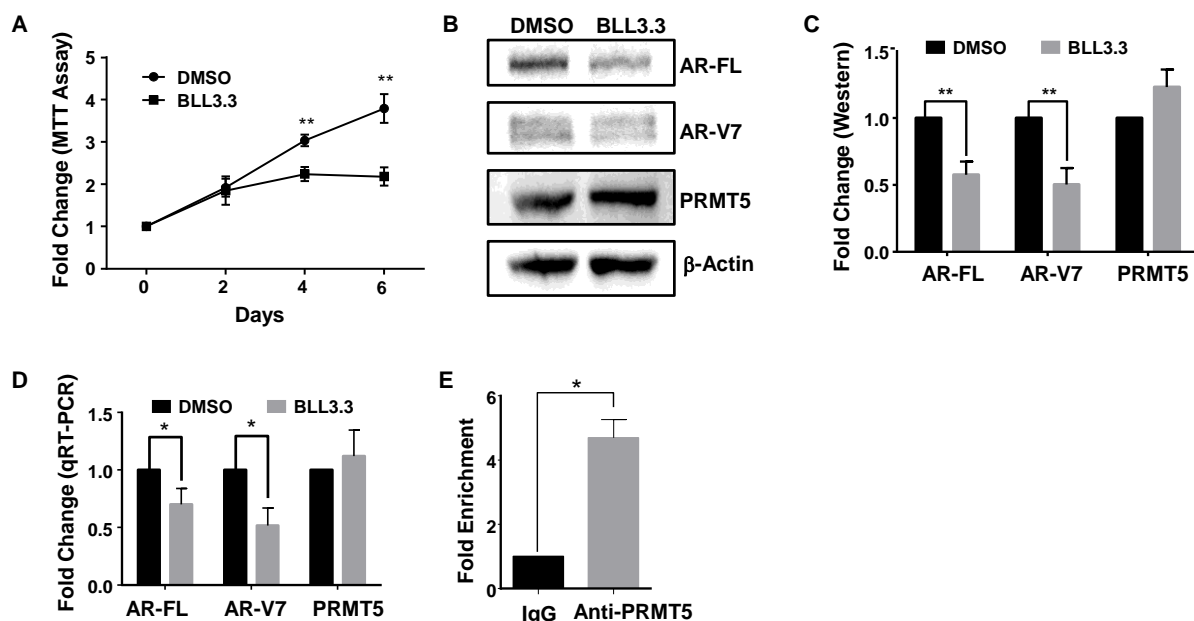 A
Fold Change (MTT Assay)
5
4
3
2
1
DMSO
BLL3.3
**
**
0
2
4
6
Days
B
DMSO BLL3.3
AR-FL
AR-V7
PRMT5
β-Actin
C
DMSO BLL3.3
Fold Change (Western)
1.5
1.0
0.5
0.0
**
**
AR-FL AR-V7 PRMT5
D
DMSO BLL3.3
Fold Change (qRT-PCR)
1.5
1.0
0.5
0.0
*
*
AR-FL AR-V7 PRMT5
E
Fold Enrichment
6
4
2
0
*
IgG Anti-PRMT5